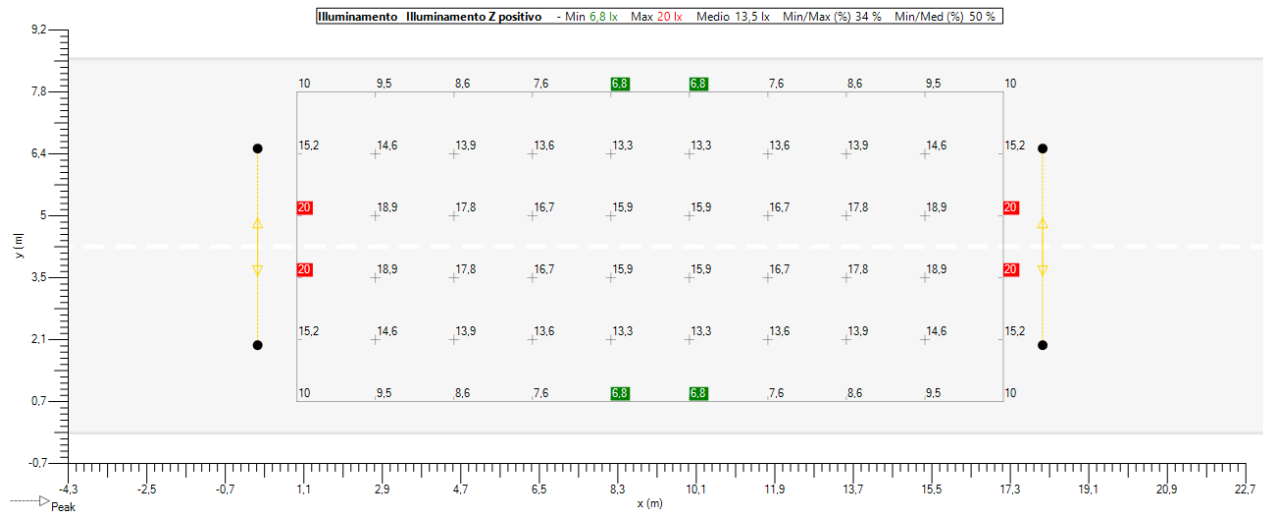 Illuminamento Illuminamento Z positivo - Min 6,8 lx Max 20 lx Medio 13,5 lx Min/Max (%) 34 % Min/Med (%) 50 %
9,2
10 9,5 8,6 7,6 6,8 6,8 7,6 8,6 9,5 10
7,8
15,2 14,6 13,9 13,6 13,3 13,3 13,6 13,9 14,6 15,2
6,4
20 18,9 17,8 16,7 15,9 15,9 16,7 17,8 18,9 20
5
y (m)
20 18,9 17,8 16,7 15,9 15,9 16,7 17,8 18,9 20
3,5
15,2 14,6 13,9 13,6 13,3 13,3 13,6 13,9 14,6 15,2
2,1
10 9,5 8,6 7,6 6,8 6,8 7,6 8,6 9,5 10
0,7
-0,7
-4,3 -2,5 -0,7 1,1 2,9 4,7 6,5 8,3 10,1 11,9 13,7 15,5 17,3 19,1 20,9 22,7
x (m)
Peak